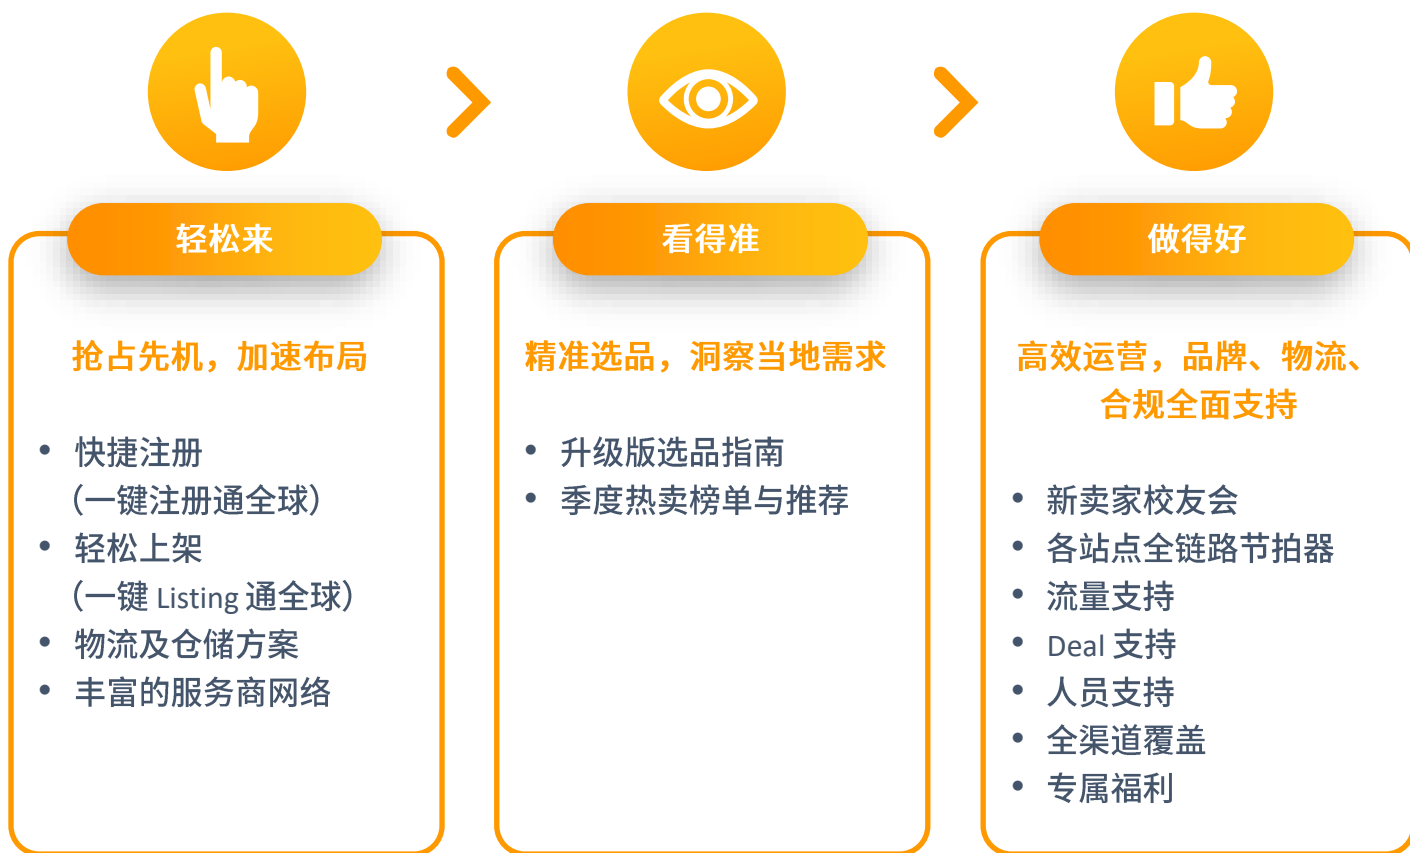 轻松来
抢占先机，加速布局
• 快捷注册
（一键注册通全球）
• 轻松上架
（一键 Listing 通全球）
• 物流及仓储方案
• 丰富的服务商网络
看得准
精准选品，洞察当地需求
• 升级版选品指南
• 季度热卖榜单与推荐
做得好
高效运营，品牌、物流、
合规全面支持
• 新卖家校友会
• 各站点全链路节拍器
• 流量支持
• Deal 支持
• 人员支持
• 全渠道覆盖
• 专属福利